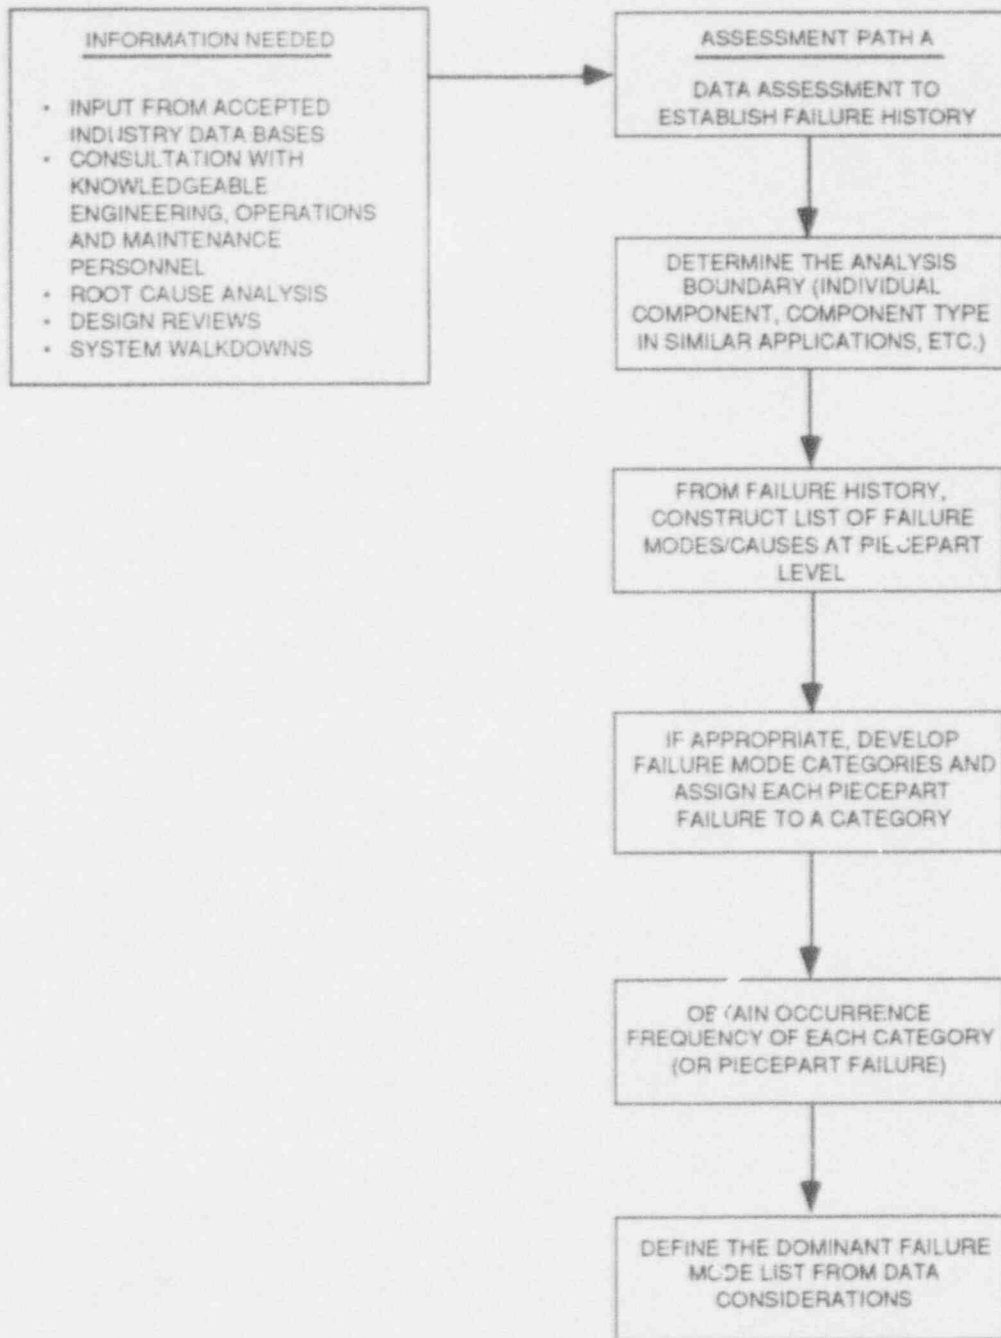 INFORMATION NEEDED
• INPUT FROM ACCEPTED
INDUSTRY DATA BASES
• CONSULTATION WITH
KNOWLEDGEABLE
ENGINEERING, OPERATIONS
AND MAINTENANCE
PERSONNEL
• ROOT CAUSE ANALYSIS
• DESIGN REVIEWS
• SYSTEM WALKDOWNS
ASSESSMENT PATH A
DATA ASSESSMENT TO
ESTABLISH FAILURE HISTORY
DETERMINE THE ANALYSIS
BOUNDARY (INDIVIDUAL
COMPONENT, COMPONENT TYPE
IN SIMILAR APPLICATIONS, ETC.)
FROM FAILURE HISTORY,
CONSTRUCT LIST OF FAILURE
MODES/CAUSES AT PIECEPART
LEVEL
IF APPROPRIATE, DEVELOP
FAILURE MODE CATEGORIES AND
ASSIGN EACH PIECEPART
FAILURE TO A CATEGORY
OBTAIN OCCURRENCE
FREQUENCY OF EACH CATEGORY
(OR PIECEPART FAILURE)
DEFINE THE DOMINANT FAILURE
MODE LIST FROM DATA
CONSIDERATIONS